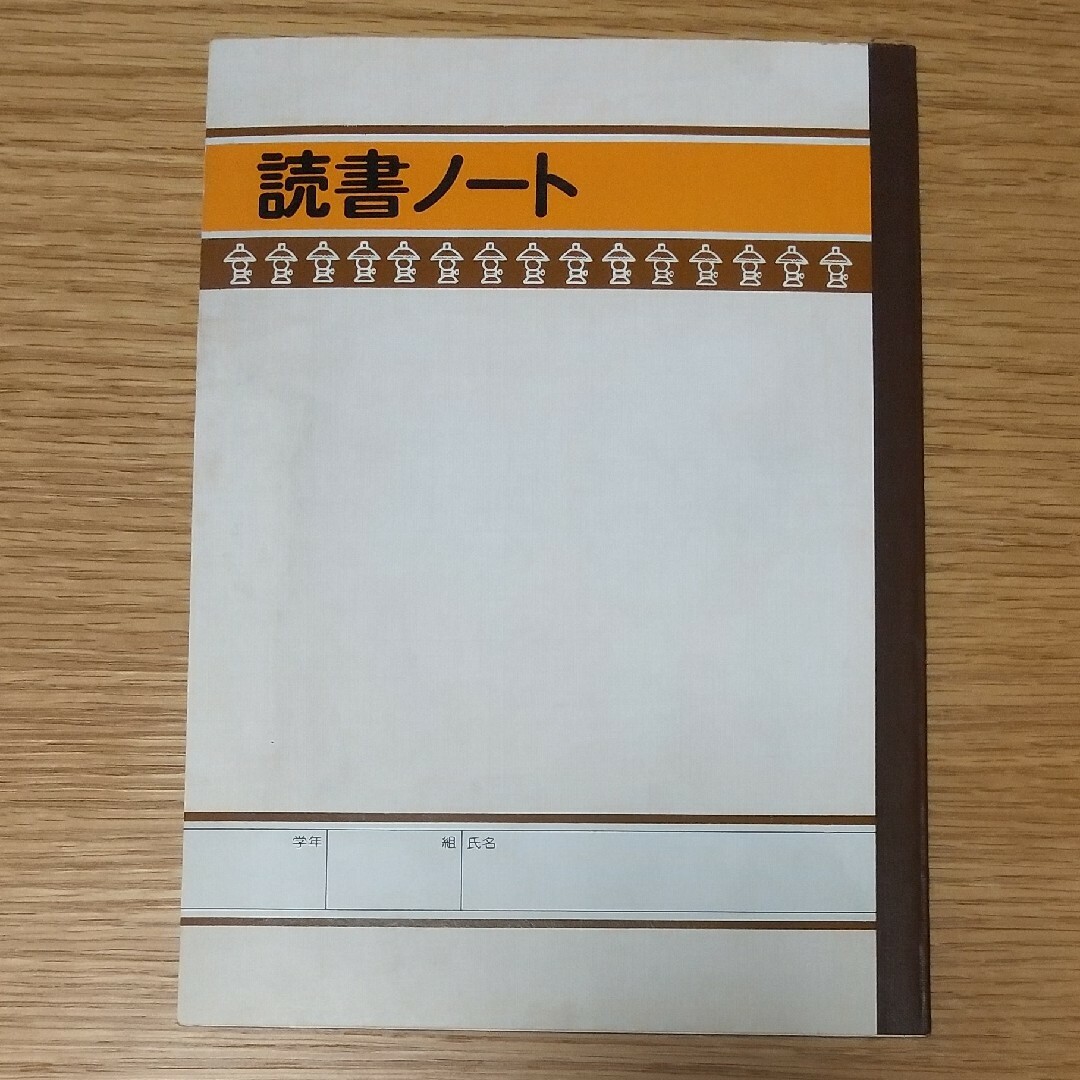 読書ノート
学年 組 氏名